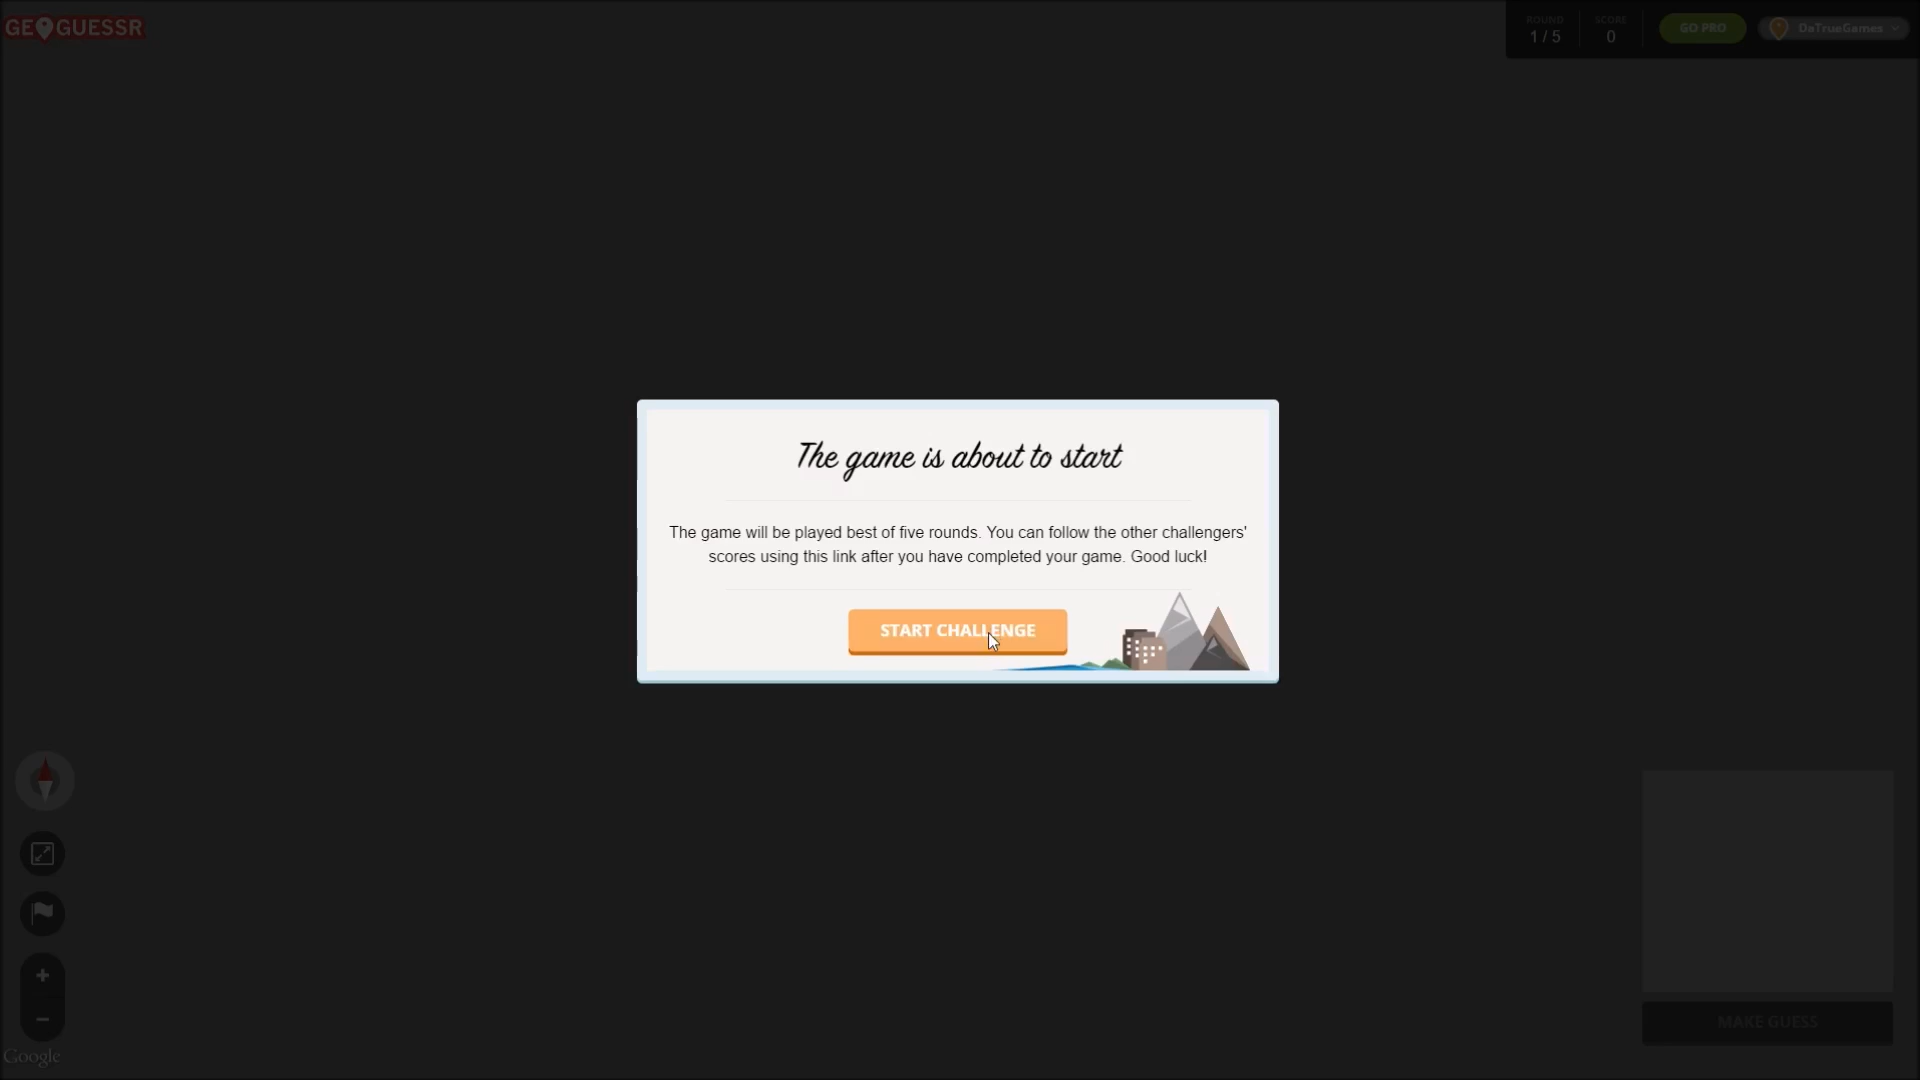 GEOGUESSR
ROUND
1 / 5
SCORE
0
GO PRO
DaTrueGames
The game is about to start
The game will be played best of five rounds. You can follow the other challengers'
scores using this link after you have completed your game. Good luck!
START CHALLENGE
MAKE GUESS
Google